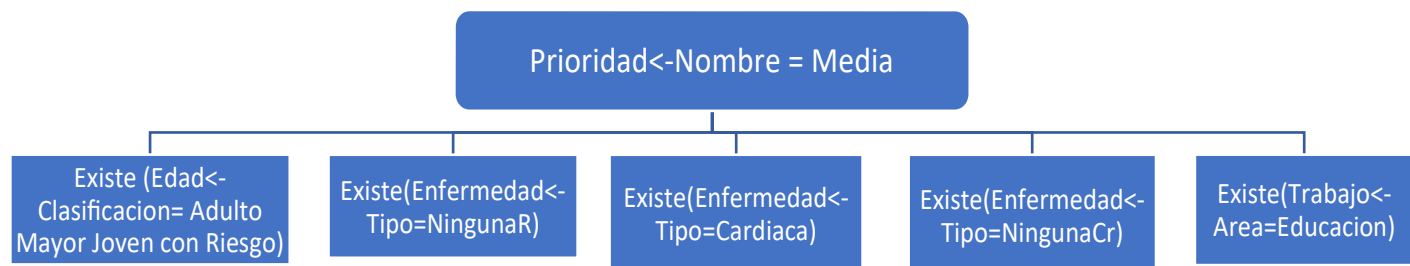 Prioridad<-Nombre = Media
Existe (Edad<-
Clasificacion= Adulto
Mayor Joven con Riesgo)
Existe(Enfermedad<-
Tipo=NingunaR)
Existe(Enfermedad<-
Tipo=Cardiaca)
Existe(Enfermedad<-
Tipo=NingunaCr)
Existe(Trabajo<-
Area=Educacion)